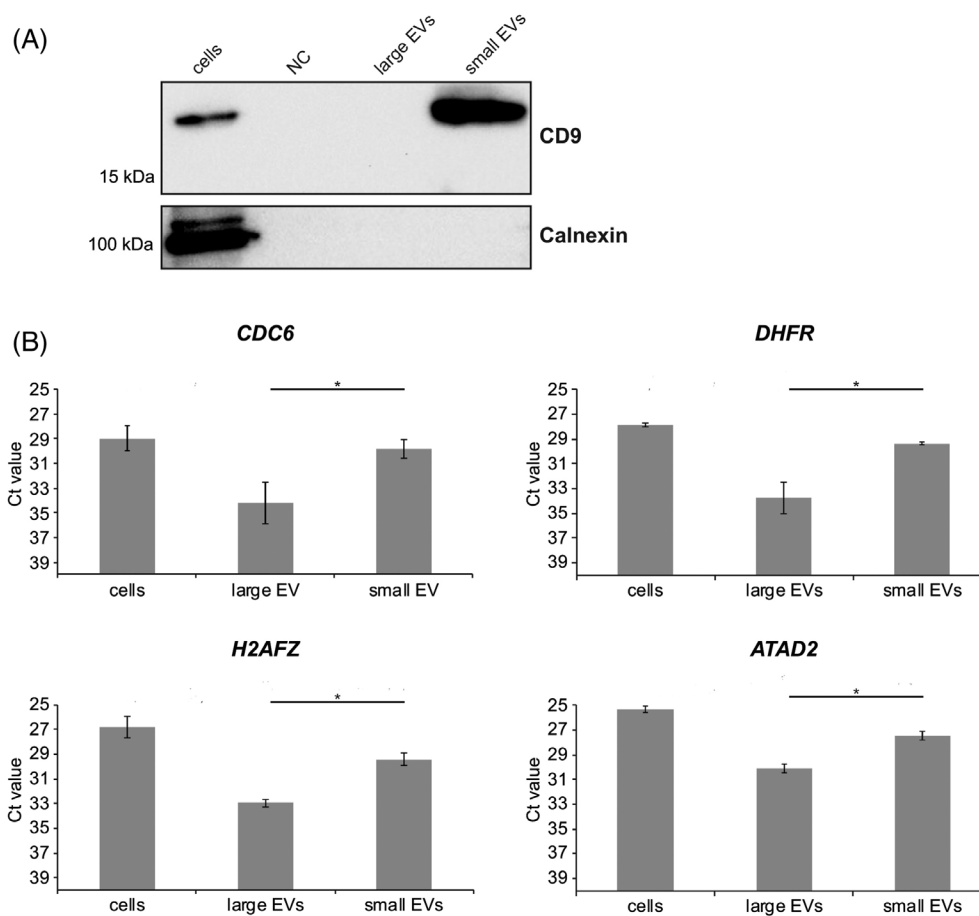 (A)
cells NC large EVs small EVs
CD9
15 kDa
100 kDa
Calnexin
(B)
CDC6
*
Ct value
25
27
29
31
33
35
37
39
cells large EV small EV
DHFR
*
Ct value
25
27
29
31
33
35
37
39
cells large EVs small EVs
H2AFZ
*
Ct value
25
27
29
31
33
35
37
39
cells large EVs small EVs
ATAD2
*
Ct value
25
27
29
31
33
35
37
39
cells large EVs small EVs